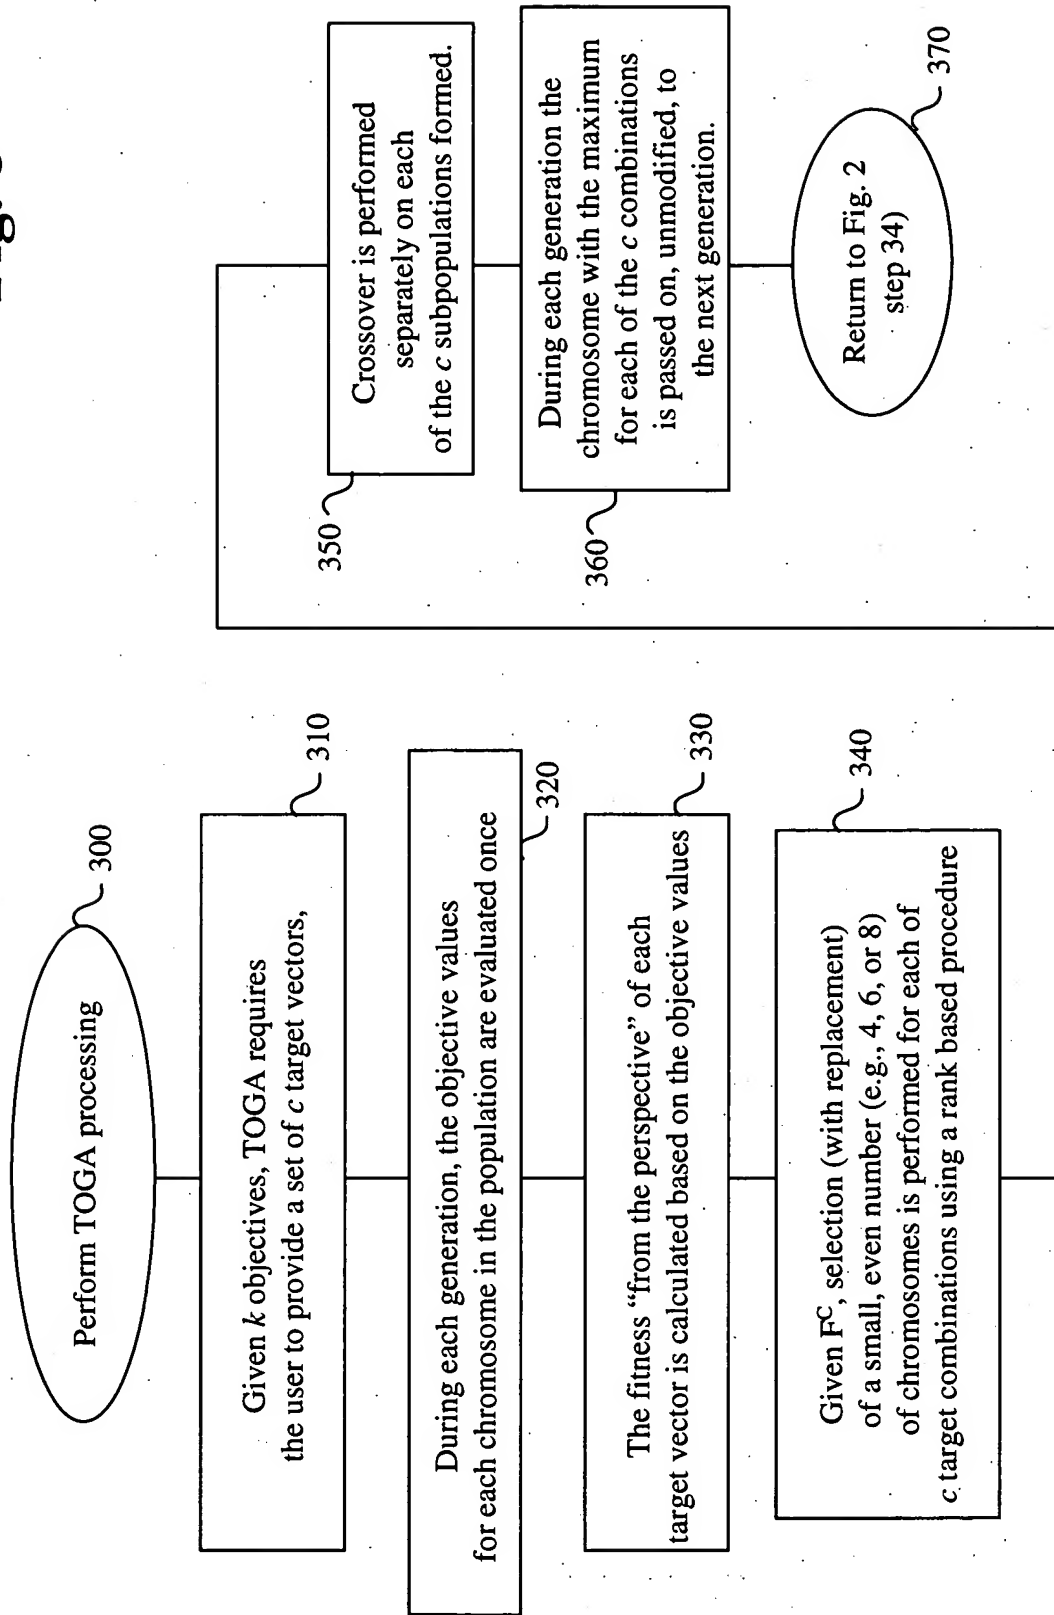 Perform TOGA processing
300
Given k objectives, TOGA requires
the user to provide a set of c target vectors,
310
During each generation, the objective values
for each chromosome in the population are evaluated once
320
The fitness “from the perspective” of each
target vector is calculated based on the objective values
330
Given F^C, selection (with replacement)
of a small, even number (e.g., 4, 6, or 8)
of chromosomes is performed for each of
c target combinations using a rank based procedure
340
Crossover is performed
separately on each
of the c subpopulations formed.
350
During each generation the
chromosome with the maximum
for each of the c combinations
is passed on, unmodified, to
the next generation.
360
Return to Fig. 2
step 34)
370